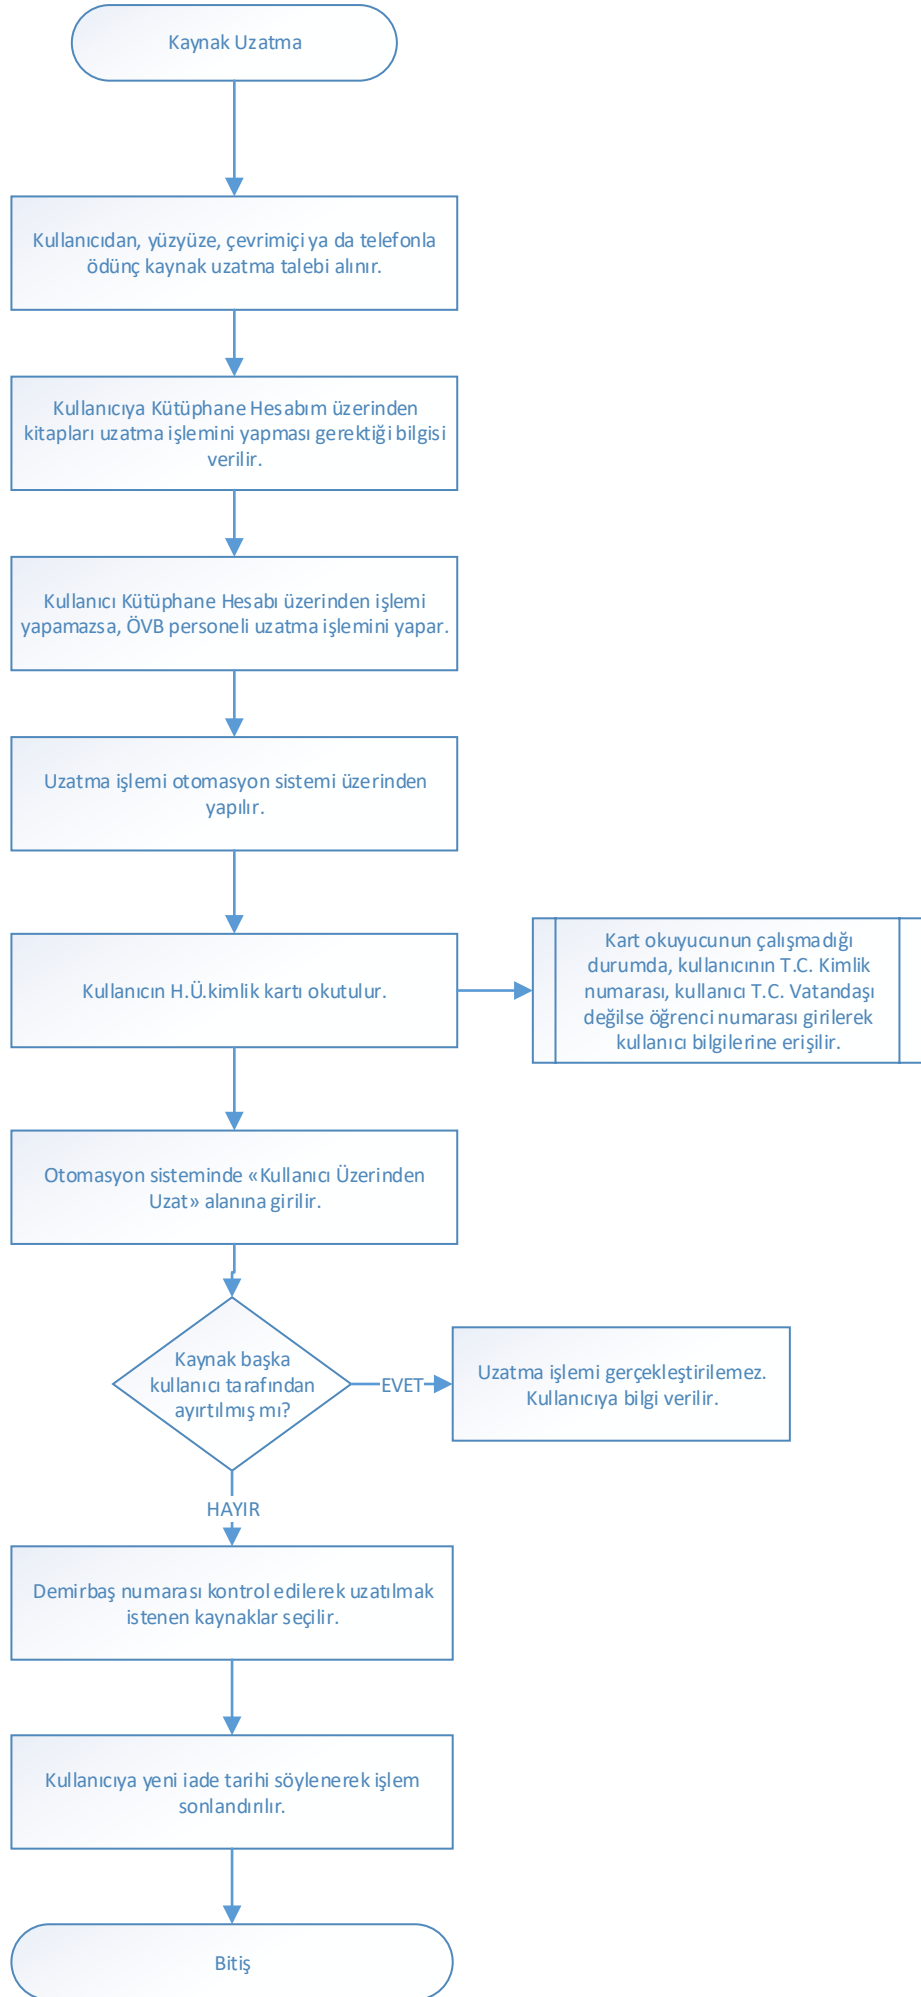 Kaynak Uzatma
Kullanıcıdan, yüzyüze, çevrimiçi ya da telefonla
ödünç kaynak uzatma talebi alınır.
Kullanıcıya Kütüphane Hesabım üzerinden
kitapları uzatma işlemini yapması gerektiği bilgisi
verilir.
Kullanıcı Kütüphane Hesabı üzerinden işlemi
yapamazsa, ÖVB personeli uzatma işlemini yapar.
Uzatma işlemi otomasyon sistemi üzerinden
yapılır.
Kullanıcın H.Ü.kimlik kartı okutulur.
Kart okuyucunun çalışmadığı
durumda, kullanıcının T.C. Kimlik
numarası, kullanıcı T.C. Vatandaşı
değilse öğrenci numarası girilerek
kullanıcı bilgilerine erişilir.
Otomasyon sisteminde «Kullanıcı Üzerinden
Uzat» alanına girilir.
Kaynak başka
kullanıcı tarafından
ayırtılmış mı?
EVET
Uzatma işlemi gerçekleştirilemez.
Kullanıcıya bilgi verilir.
HAYIR
Demirbaş numarası kontrol edilerek uzatılmak
istenen kaynaklar seçilir.
Kullanıcıya yeni iade tarihi söylenerek işlem
sonlandırılır.
Bitiş